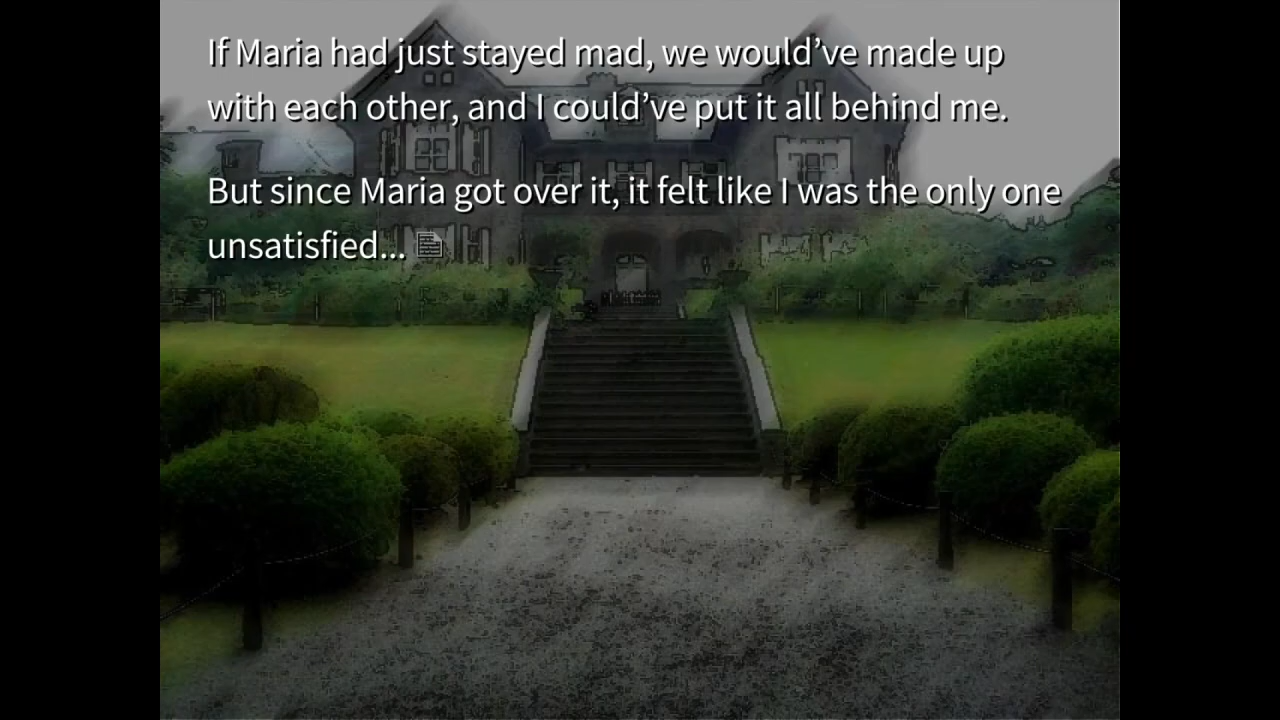 If Maria had just stayed mad, we would’ve made up
with each other, and I could’ve put it all behind me.
But since Maria got over it, it felt like I was the only one
unsatisfied...